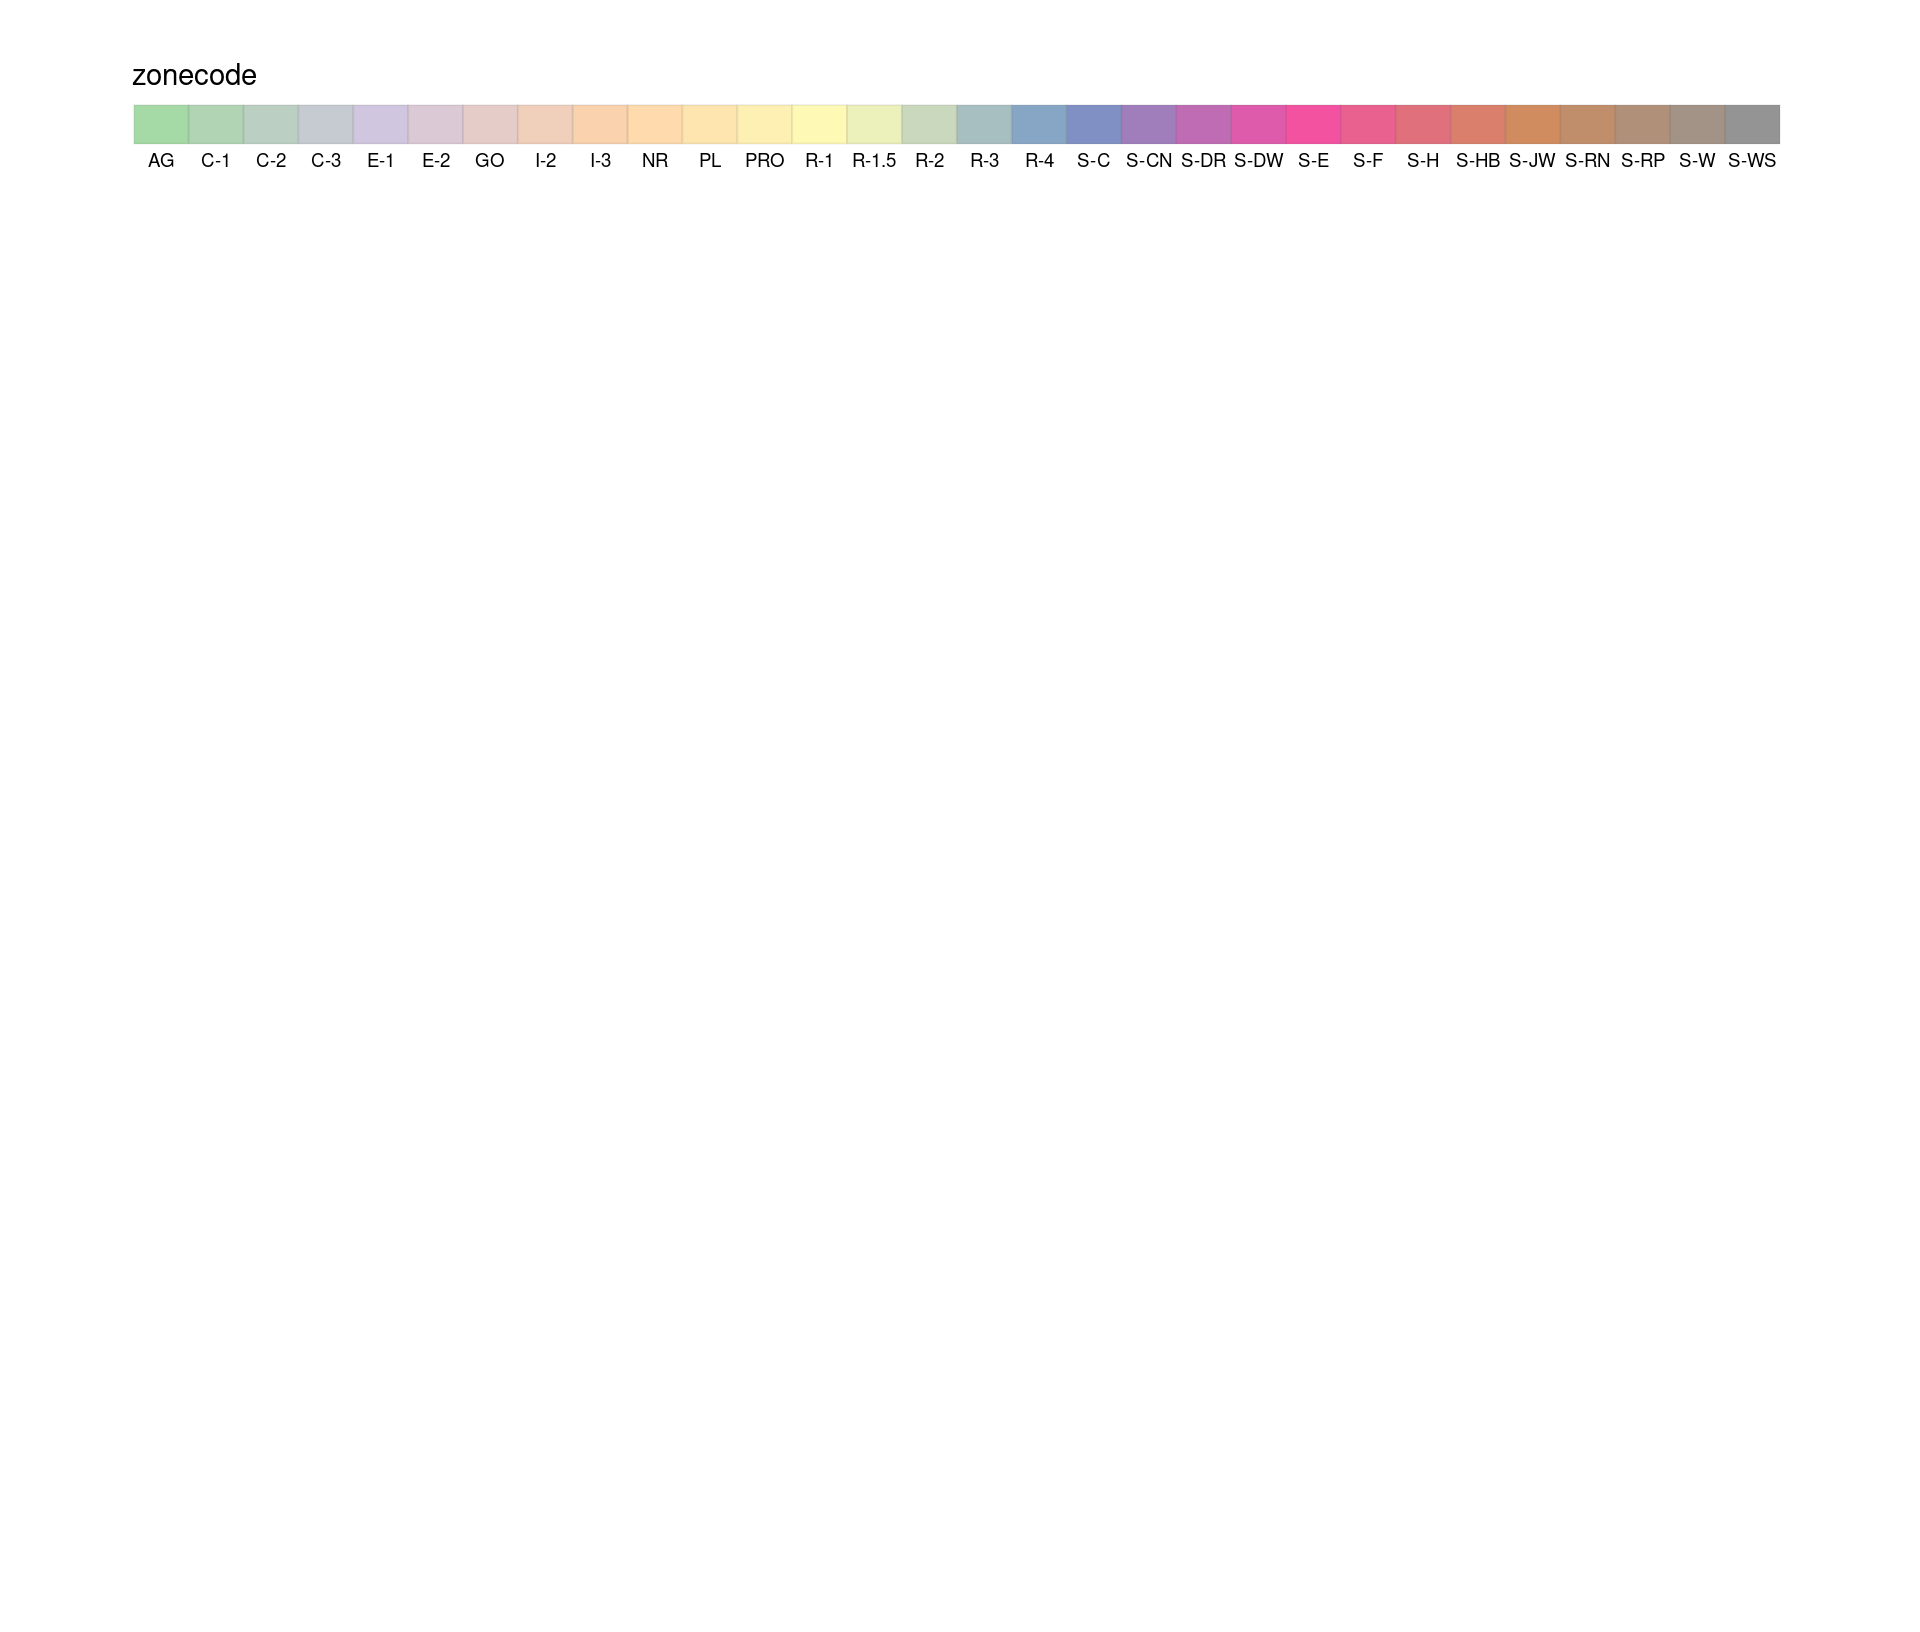 zonecode
AG C-1 C-2 C-3 E-1 E-2 GO I-2 I-3 NR PL PRO R-1 R-1.5 R-2 R-3 R-4 S-C S-CN S-DR S-DW S-E S-F S-H S-HB S-JW S-RN S-RP S-W S-WS